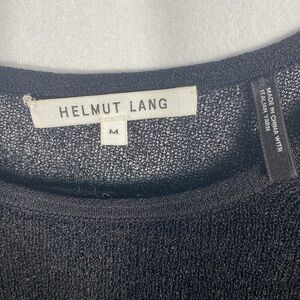 HELMUT LANG
M
MADE IN CHINA WITH
ITALIAN YARN